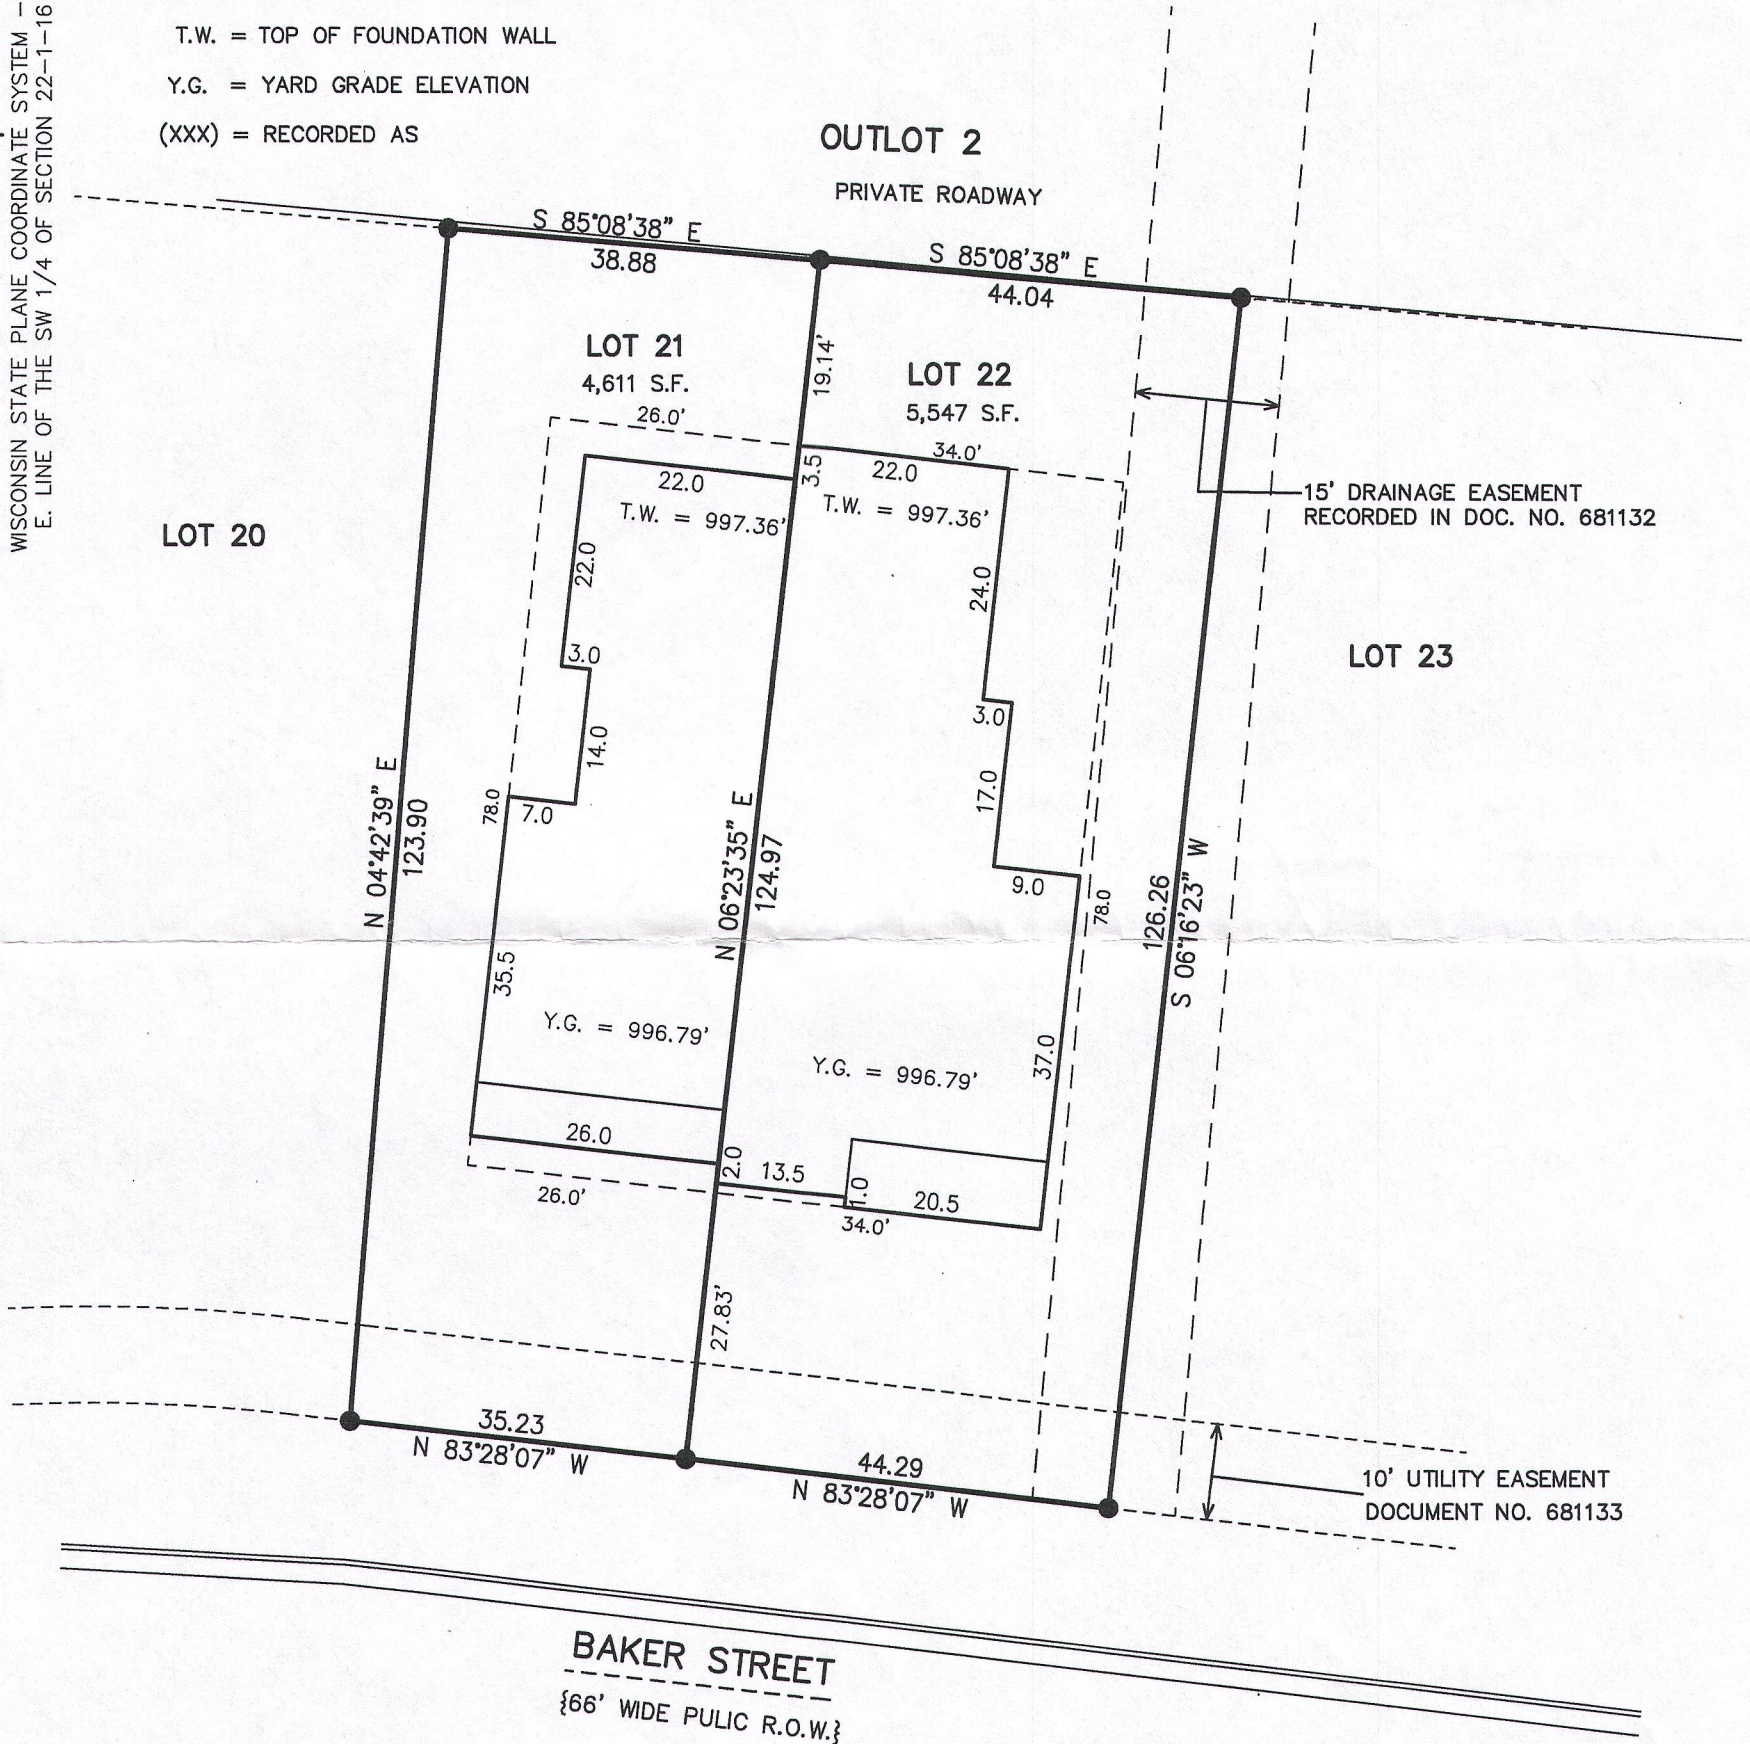 WISCONSIN STATE PLANE COORDINATE SYSTEM –
E. LINE OF THE SW 1/4 OF SECTION 22–1–16
T.W. = TOP OF FOUNDATION WALL
Y.G. = YARD GRADE ELEVATION
(XXX) = RECORDED AS
OUTLOT 2
PRIVATE ROADWAY
S 85°08'38" E
38.88
S 85°08'38" E
44.04
LOT 21
4,611 S.F.
26.0'
19.14'
LOT 22
5,547 S.F.
34.0'
22.0
3.5
22.0
T.W. = 997.36'
T.W. = 997.36'
15' DRAINAGE EASEMENT
RECORDED IN DOC. NO. 681132
LOT 20
22.0
24.0
3.0
LOT 23
3.0
14.0
17.0
78.0
7.0
N 04°42'39" E
123.90
N 06°23'35" E
124.97
9.0
78.0
126.26
S 06°16'23" W
35.5
Y.G. = 996.79'
Y.G. = 996.79'
37.0
26.0
2.0
13.5
1.0
20.5
26.0'
34.0'
27.83'
35.23
N 83°28'07" W
44.29
N 83°28'07" W
10' UTILITY EASEMENT
DOCUMENT NO. 681133
BAKER STREET
{66' WIDE PULIC R.O.W.}